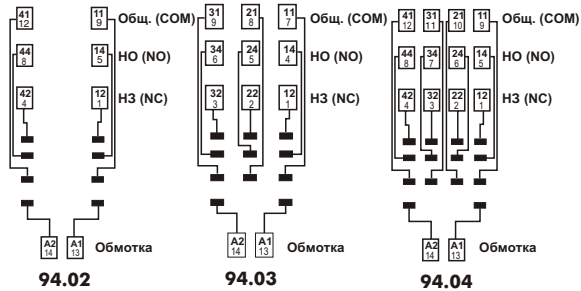 41 11 Общ. (COM)
12 9
44 14 НО (NO)
8 5
42 12 НЗ (NC)
4 1
A2 A1 Обмотка
14 13
94.02
31 21 11 Общ. (COM)
9 8 7
34 24 14 НО (NO)
6 5 4
32 22 12 НЗ (NC)
3 2 1
A2 A1 Обмотка
14 13
94.03
41 31 21 11 Общ. (COM)
12 11 10 9
44 34 24 14 НО (NO)
8 7 6 5
42 32 22 12 НЗ (NC)
4 3 2 1
A2 A1 Обмотка
14 13
94.04